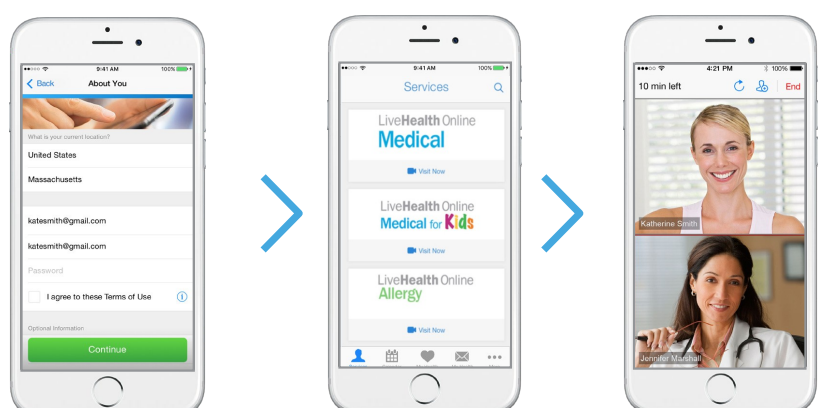 9:41 AM 100%
Back About You
What is your current location?
United States
Massachusetts
katesmith@gmail.com
katesmith@gmail.com
Password
I agree to these Terms of Use
Optional Information
Continue
9:41 AM 100%
Services
LiveHealth Online
Medical
Visit Now
LiveHealth Online
Medical for Kids
Visit Now
LiveHealth Online
Allergy
Visit Now
4:21 PM 100%
10 min left End
Katherine Smith
Jennifer Marshall